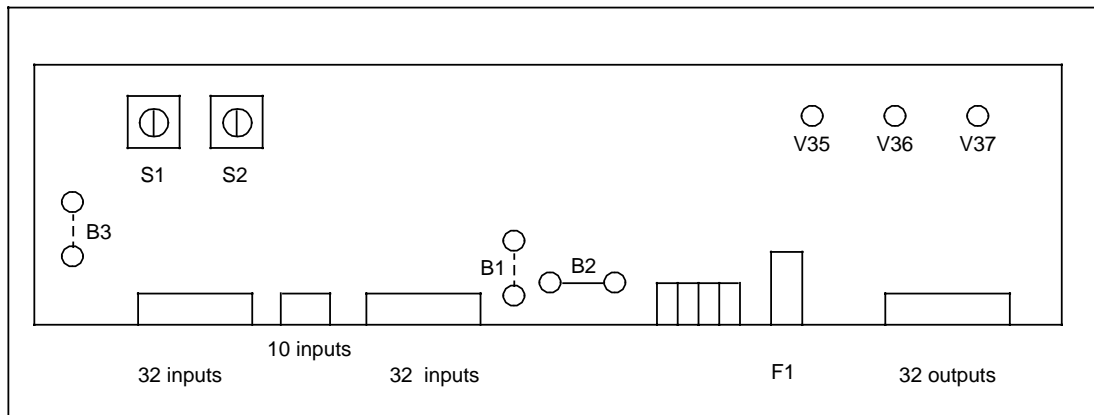 V35 V36 V37
S1 S2
B3
B1 B2
10 inputs
32 inputs 32 inputs F1 32 outputs